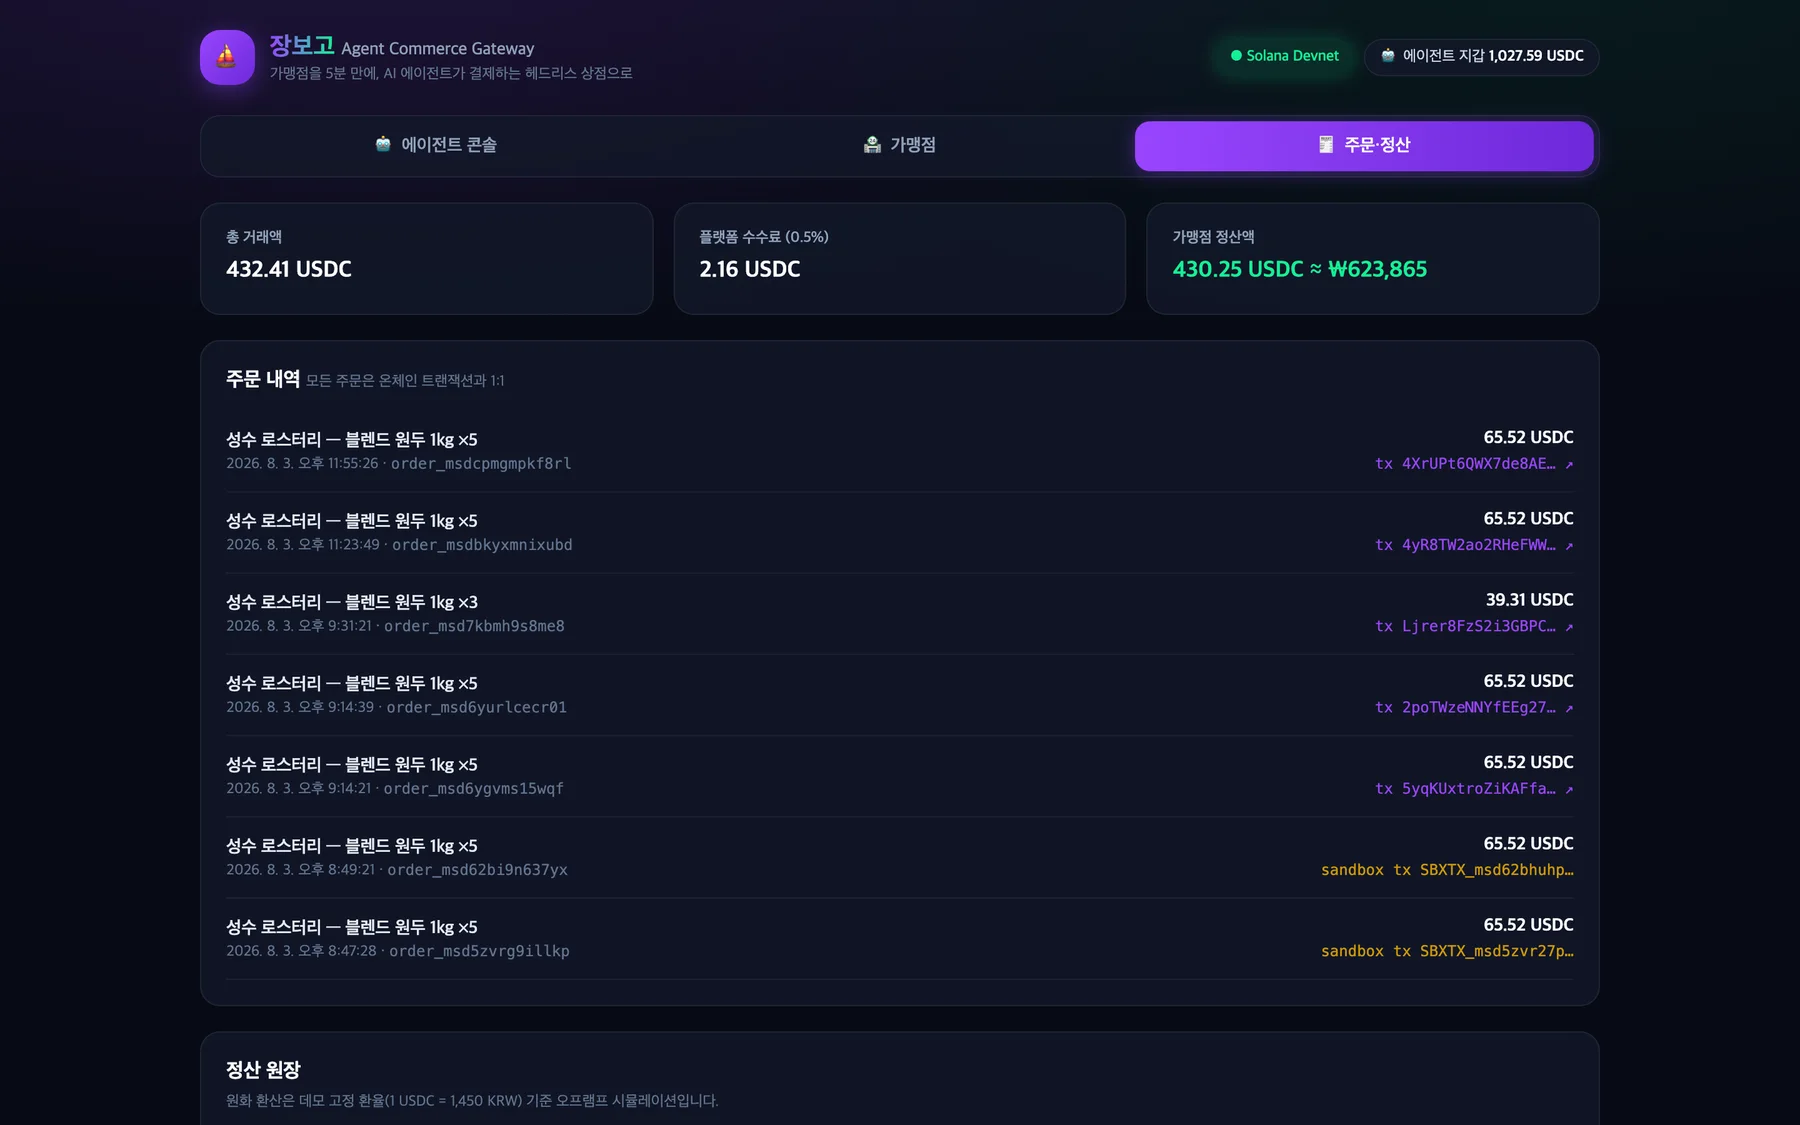 장보고 Agent Commerce Gateway
가맹점을 5분 만에, AI 에이전트가 결제하는 헤드리스 상점으로
Solana Devnet
에이전트 지갑 1,027.59 USDC
에이전트 콘솔
가맹점
주문·정산
총 거래액
432.41 USDC
플랫폼 수수료 (0.5%)
2.16 USDC
가맹점 정산액
430.25 USDC ≈ ₩623,865
주문 내역 모든 주문은 온체인 트랜잭션과 1:1
성수 로스터리 — 블렌드 원두 1kg ×5
65.52 USDC
2026. 8. 3. 오후 11:55:26 · order_msdcpmgmpkf8rl
tx 4XrUPt6QWX7de8AE… ↗
성수 로스터리 — 블렌드 원두 1kg ×5
65.52 USDC
2026. 8. 3. 오후 11:23:49 · order_msdbkyxmnixubd
tx 4yR8TW2ao2RHeFWW… ↗
성수 로스터리 — 블렌드 원두 1kg ×3
39.31 USDC
2026. 8. 3. 오후 9:31:21 · order_msd7kbmh9s8me8
tx Ljrer8FzS2i3GBPC… ↗
성수 로스터리 — 블렌드 원두 1kg ×5
65.52 USDC
2026. 8. 3. 오후 9:14:39 · order_msd6yurlcecr01
tx 2poTWzeNNYfEEg27… ↗
성수 로스터리 — 블렌드 원두 1kg ×5
65.52 USDC
2026. 8. 3. 오후 9:14:21 · order_msd6ygvms15wqf
tx 5yqKUxtroZiKAFfa… ↗
성수 로스터리 — 블렌드 원두 1kg ×5
65.52 USDC
2026. 8. 3. 오후 8:49:21 · order_msd62bi9n637yx
sandbox tx SBXTX_msd62bhuhp…
성수 로스터리 — 블렌드 원두 1kg ×5
65.52 USDC
2026. 8. 3. 오후 8:47:28 · order_msd5zvrg9illkp
sandbox tx SBXTX_msd5zvr27p…
정산 원장
원화 환산은 데모 고정 환율(1 USDC = 1,450 KRW) 기준 오프램프 시뮬레이션입니다.